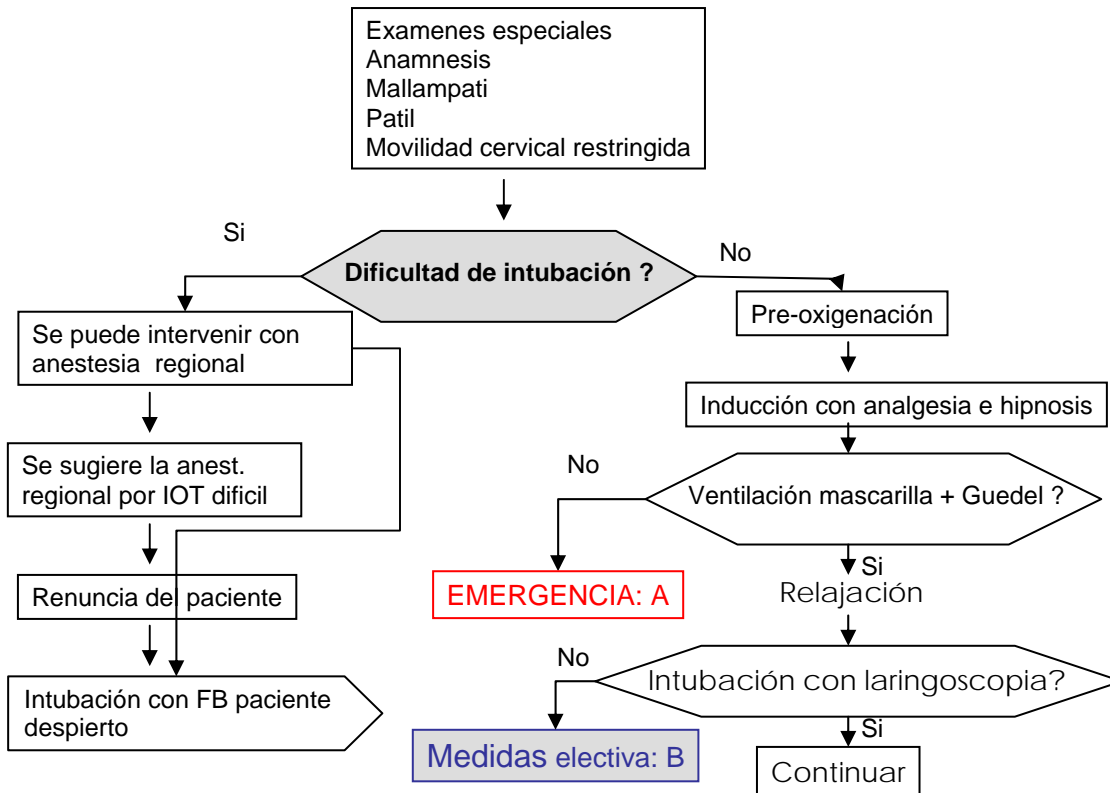 Examenes especiales
Anamnesis
Mallampati
Patil
Movilidad cervical restringida
Si
Dificultad de intubación ?
No
Se puede intervenir con
anestesia regional
Pre-oxigenación
Inducción con analgesia e hipnosis
Se sugiere la anest.
regional por IOT dificil
No
Ventilación mascarilla + Guedel ?
Si
Renuncia del paciente
EMERGENCIA: A
Relajación
No
Intubación con FB paciente
despierto
Intubación con laringoscopia?
Si
Medidas electiva: B
Continuar